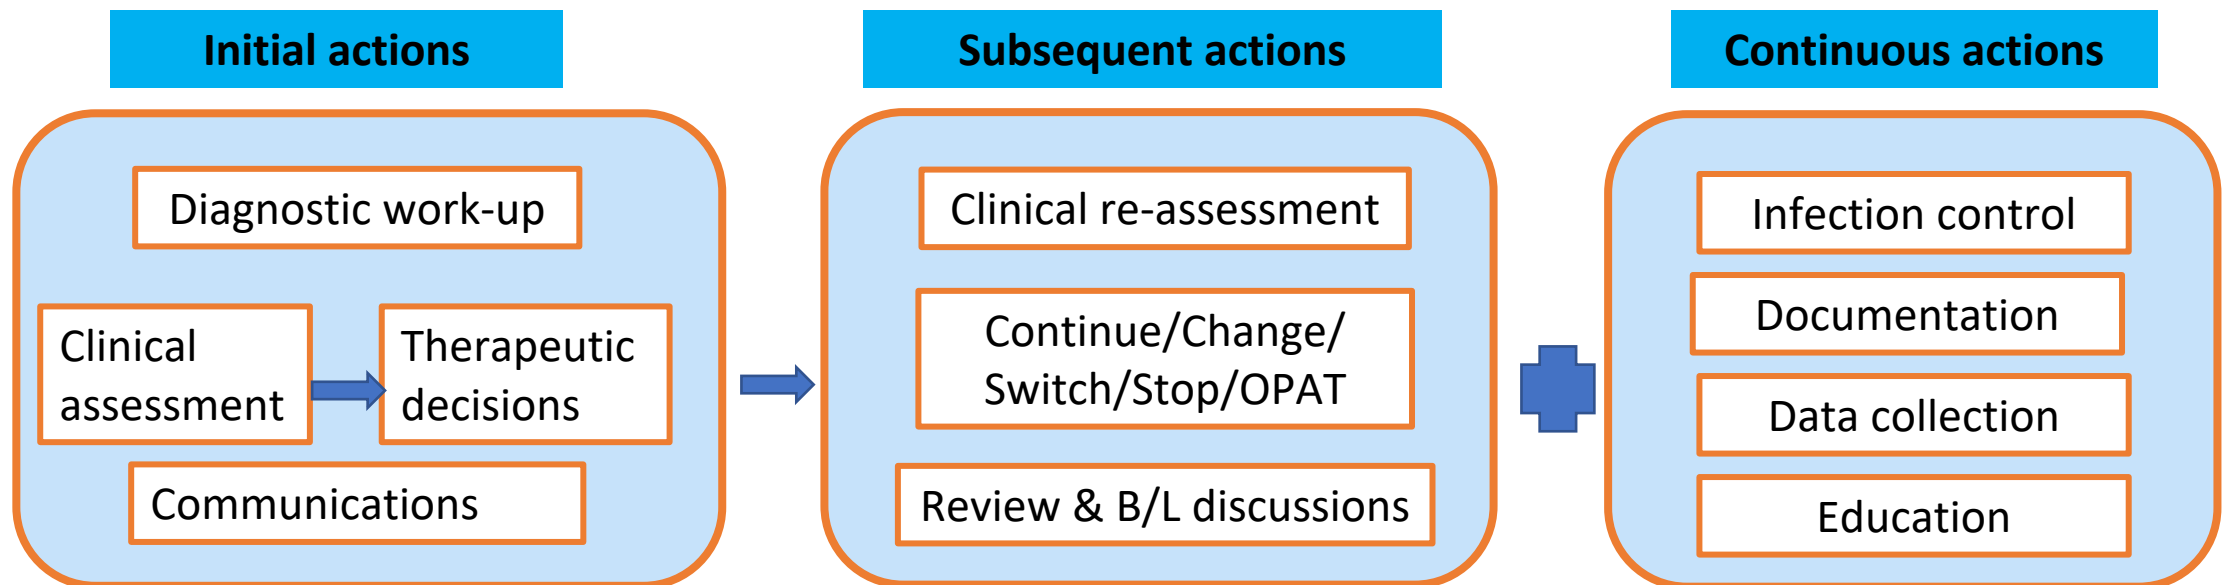 Initial actions
Diagnostic work-up
Clinical
assessment
Therapeutic
decisions
Communications
Subsequent actions
Clinical re-assessment
Continue/Change/
Switch/Stop/OPAT
Review & B/L discussions
Continuous actions
Infection control
Documentation
Data collection
Education